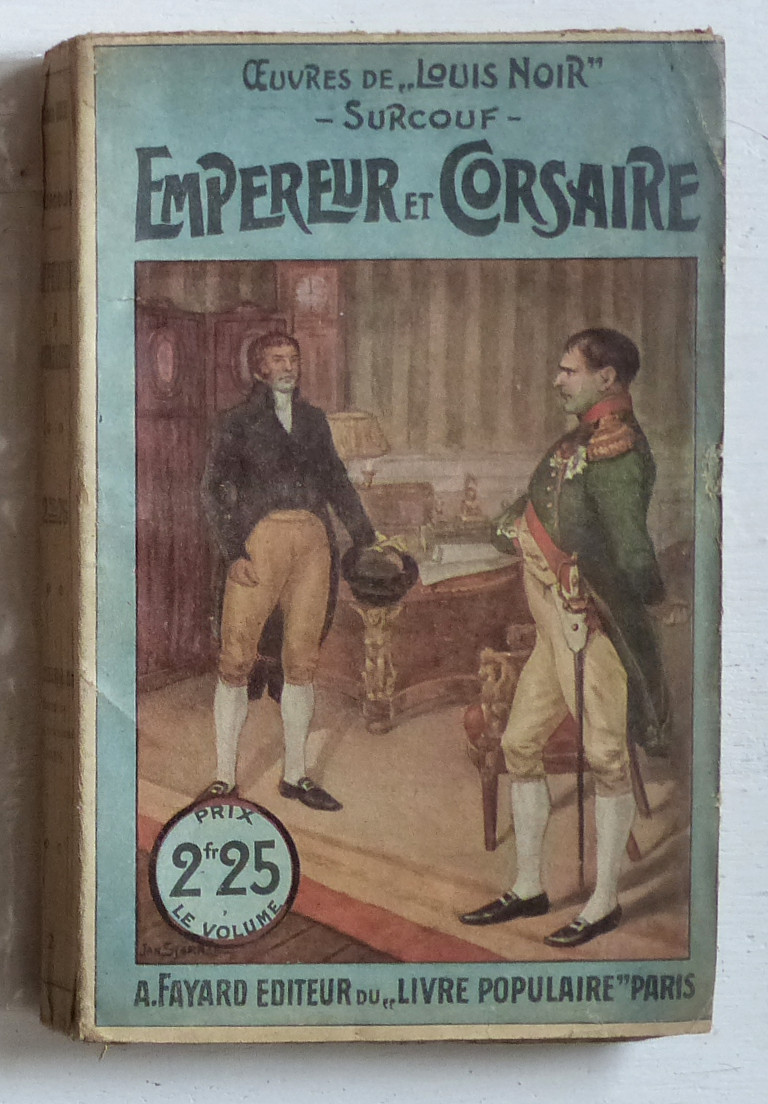 ŒUVRES DE „LOUIS NOIR”
- SURCOUF -
EMPEREUR ET CORSAIRE
PRIX
2fr25
LE VOLUME
A. FAYARD EDITEUR DU „LIVRE POPULAIRE” PARIS